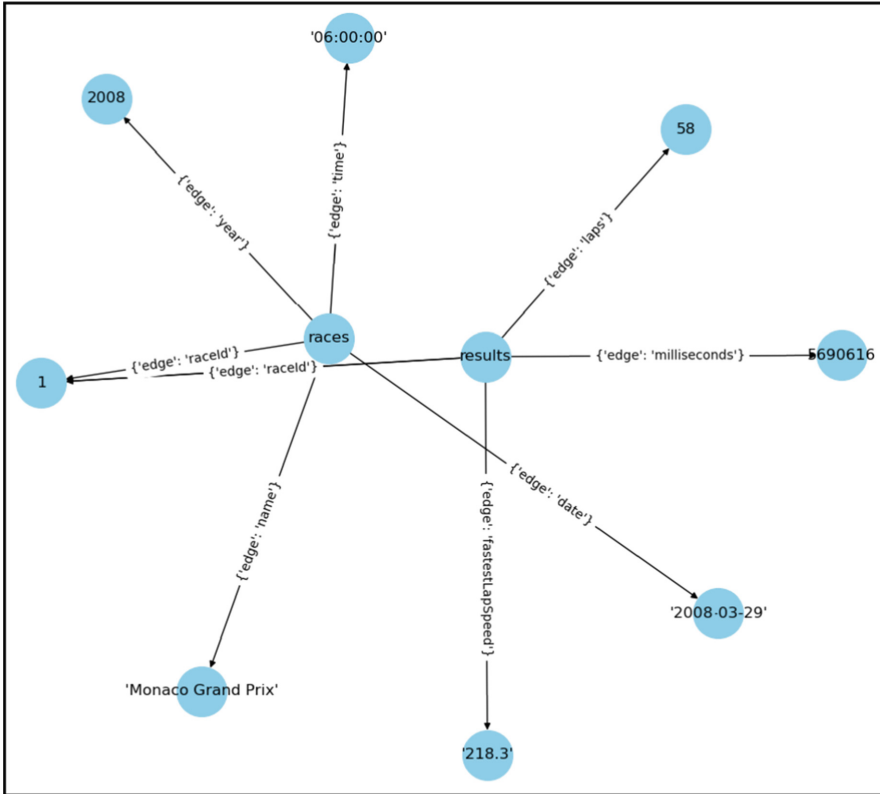 '06:00:00'
2008
58
{'edge': 'year'}
{'edge': 'time'}
{'edge': 'laps'}
races
results
{'edge': 'milliseconds'}
5690616
{'edge': 'raceId'}
{'edge': 'raceId'}
1
{'edge': 'name'}
{'edge': 'fastestLapSpeed'}
{'edge': 'date'}
'2008-03-29'
'Monaco Grand Prix'
'218.3'